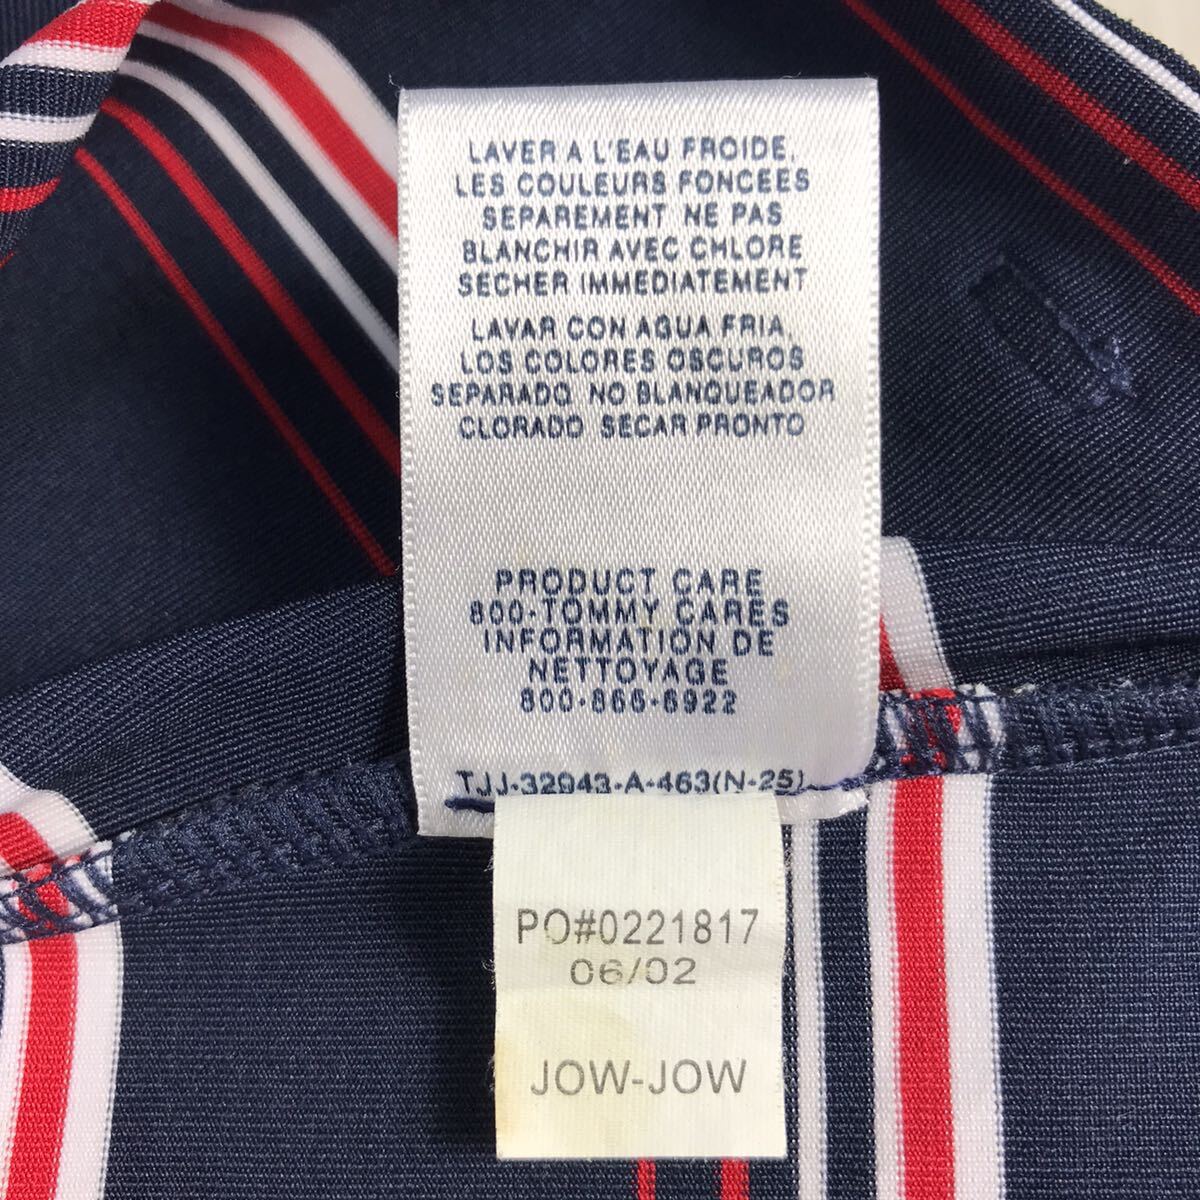 LAVER A L'EAU FROIDE,
LES COULEURS FONCEES
SEPAREMENT NE PAS
BLANCHIR AVEC CHLORE
SECHER IMMEDIATEMENT
LAVAR CON AGUA FRIA,
LOS COLORES OSCUROS
SEPARADO, NO BLANQUEADOR
CLORADO SECAR PRONTO
PRODUCT CARE
800-TOMMY CARES
INFORMATION DE
NETTOYAGE
800-866-6922
TJJ-32943-A-463(N-25)
PO#0221817
06/02
JOW-JOW